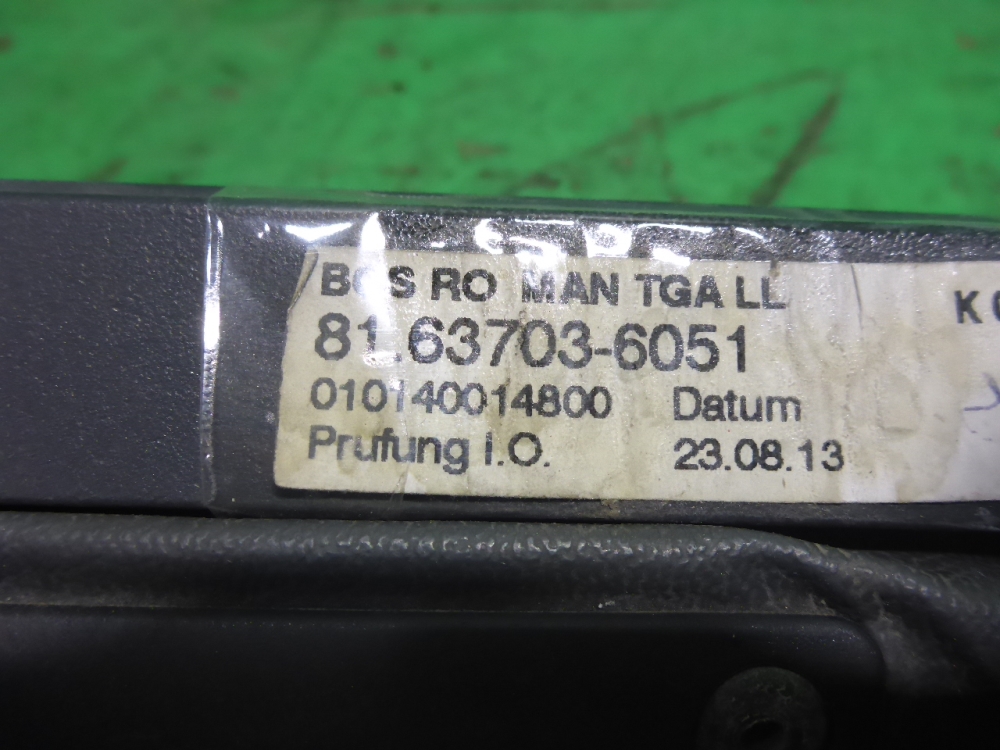 BOS RO MAN TGA LL
81.63703-6051
010140014800 Datum
Prufung I.O. 23.08.13